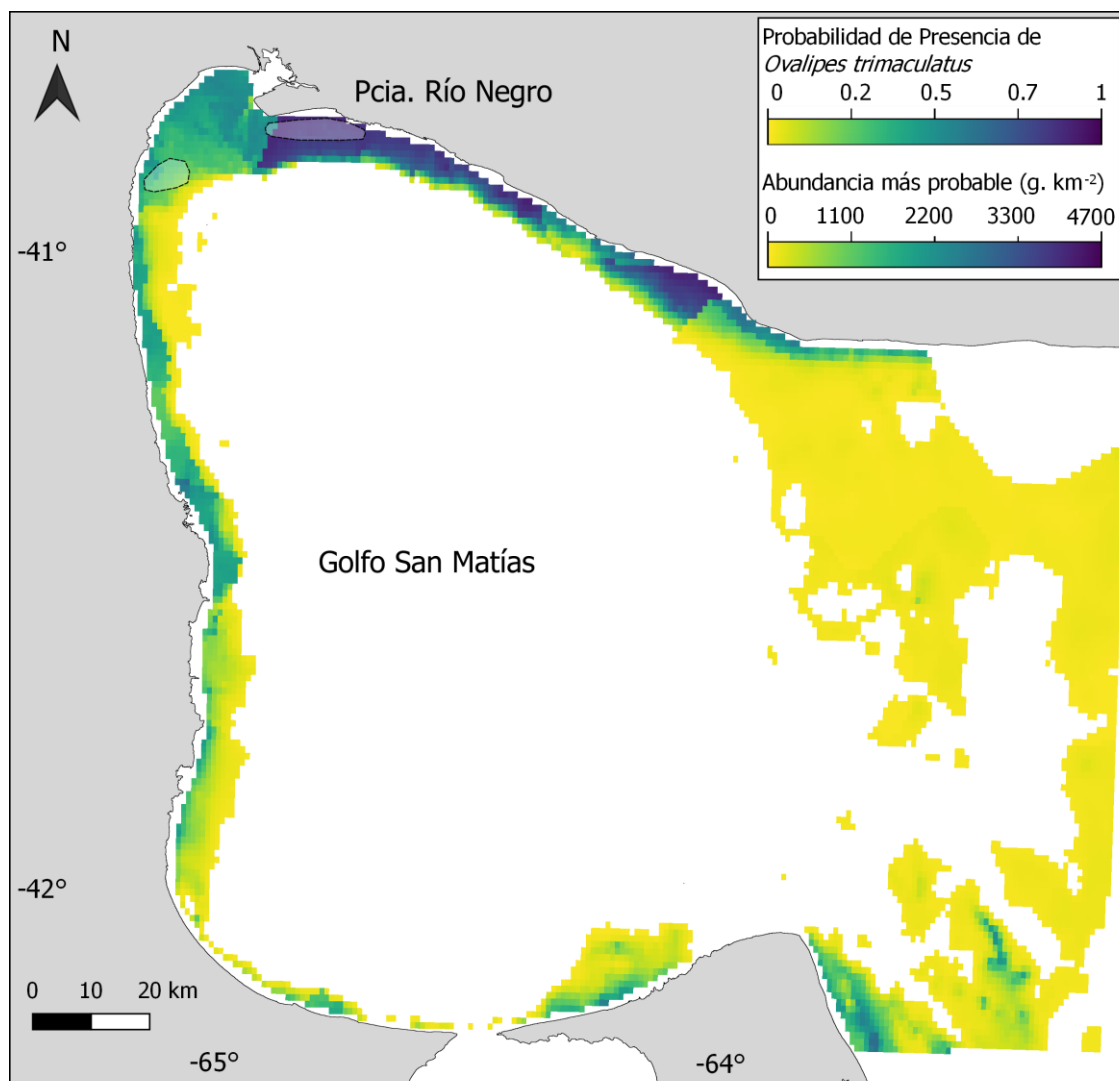 N
Pcia. Río Negro
Probabilidad de Presencia de
Ovalipes trimaculatus
0 0.2 0.5 0.7 1
Abundancia más probable (g. km⁻²)
0 1100 2200 3300 4700
-41°
Golfo San Matías
-42°
0 10 20 km
-65°
-64°